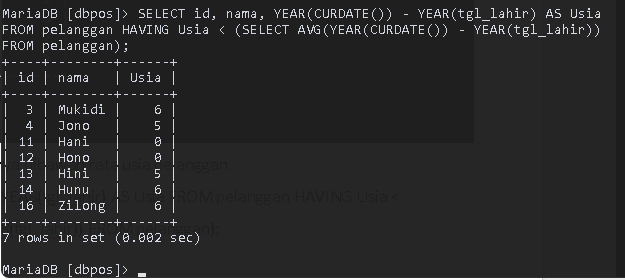 MariaDB [dbpos]> SELECT id, nama, YEAR(CURDATE()) - YEAR(tgl_lahir) AS Usia
FROM pelanggan HAVING Usia < (SELECT AVG(YEAR(CURDATE()) - YEAR(tgl_lahir))
FROM pelanggan);
+----+--------+------+
| id | nama   | Usia |
+----+--------+------+
|  3 | Mukidi |    6 |
|  4 | Jono   |    5 |
| 11 | Hani   |    0 |
| 12 | Hono   |    0 |
| 13 | Hini   |    5 |
| 14 | Hunu   |    6 |
| 16 | Zilong |    6 |
+----+--------+------+
7 rows in set (0.002 sec)
MariaDB [dbpos]>